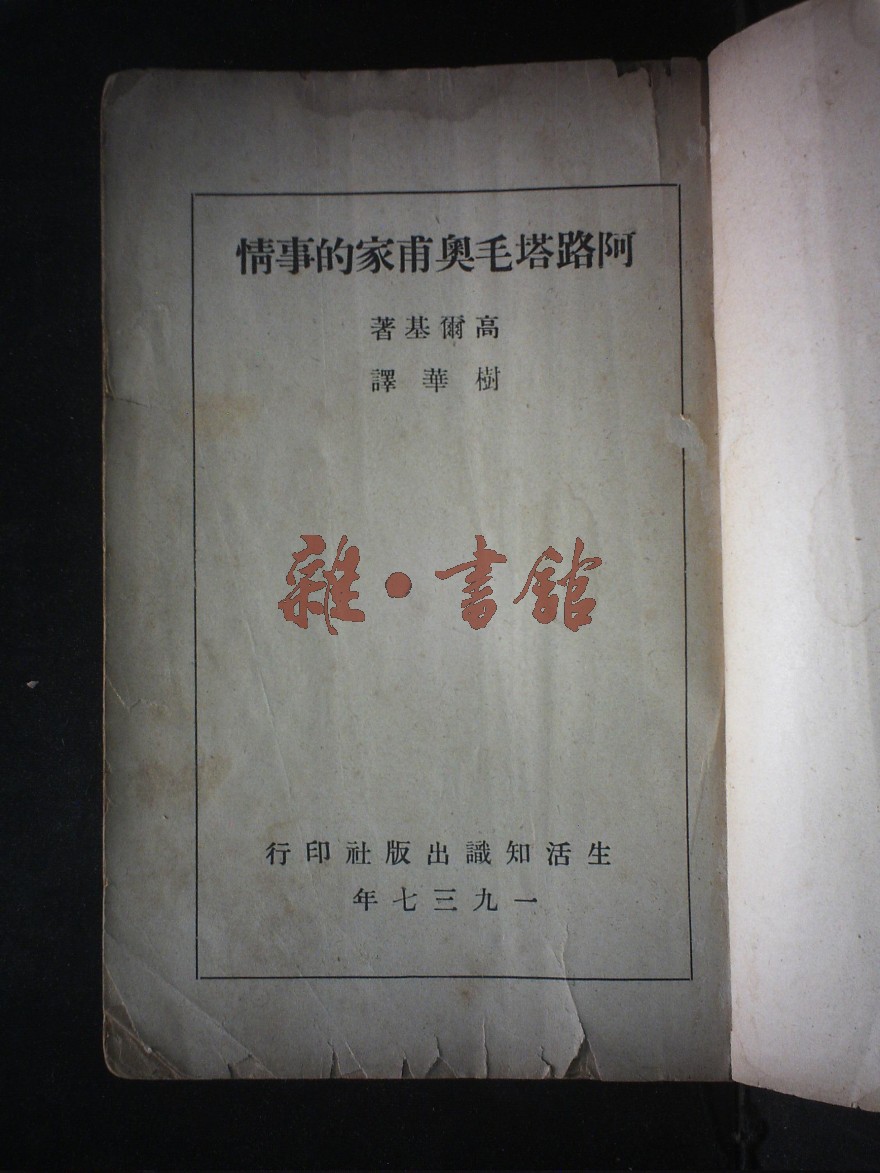 阿路塔毛奧甫家的事情
高爾基著
樹華譯
雜·書館
生活知識出版社印行
一九三七年